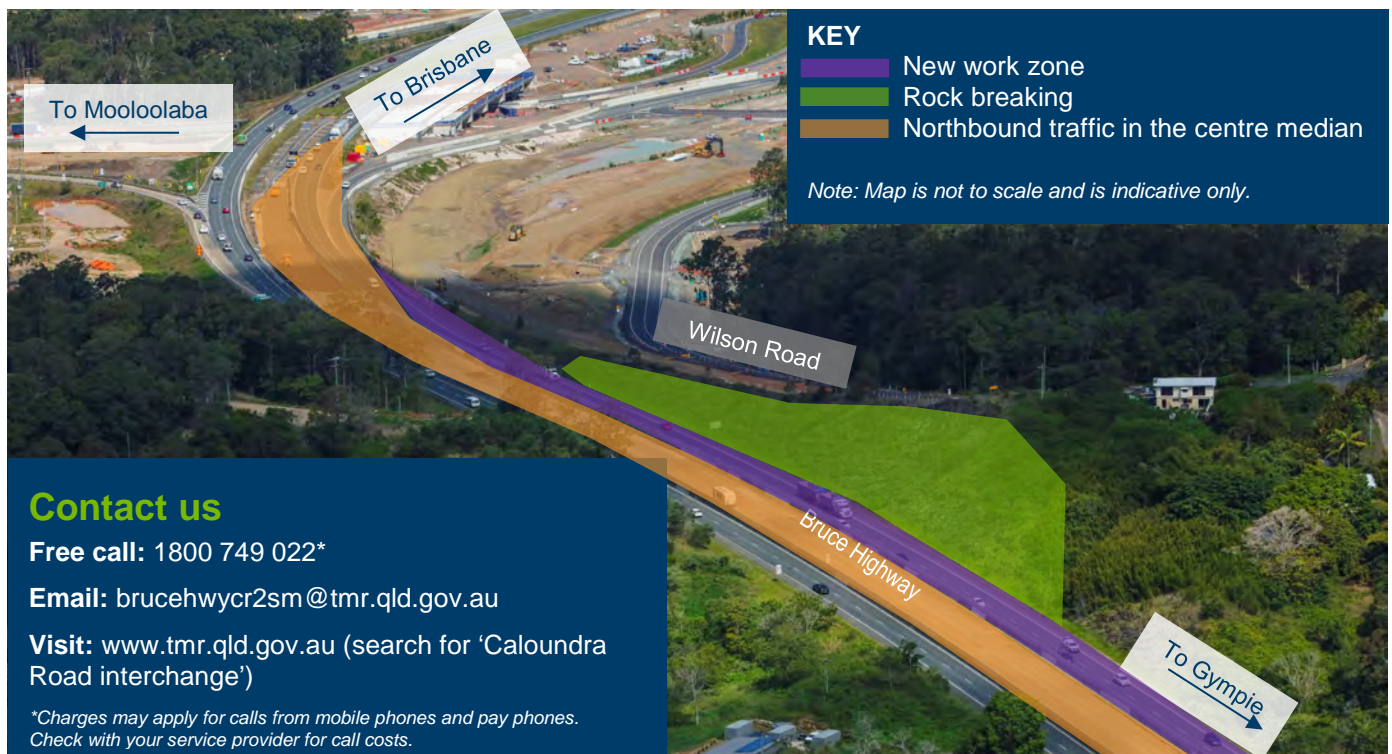 To Mooloolaba
To Brisbane
KEY
New work zone
Rock breaking
Northbound traffic in the centre median
Note: Map is not to scale and is indicative only.
Wilson Road
Bruce Highway
To Gympie
Contact us
Free call: 1800 749 022*
Email: brucehwycr2sm@tmr.qld.gov.au
Visit: www.tmr.qld.gov.au (search for ‘Caloundra
Road interchange’)
*Charges may apply for calls from mobile phones and pay phones.
Check with your service provider for call costs.